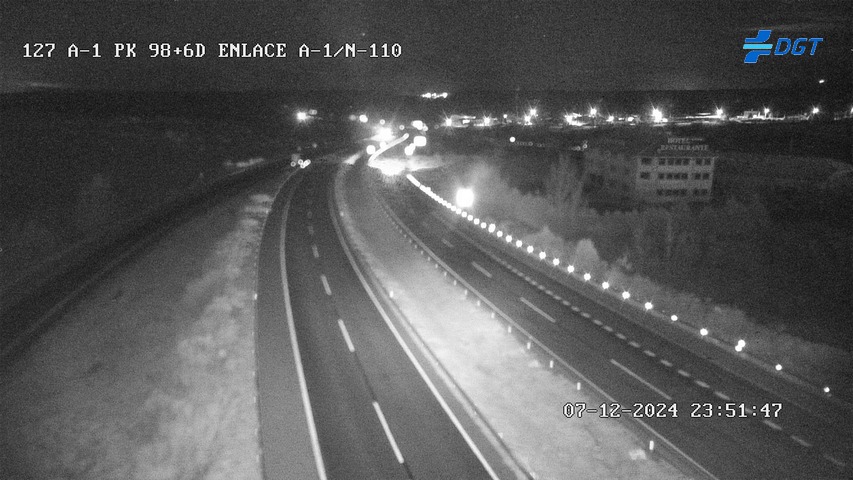 127 A-1 PK 98+6D ENLACE A-1/N-110
DGT
HOTEL
RESTAURANTE
07-12-2024 23:51:47